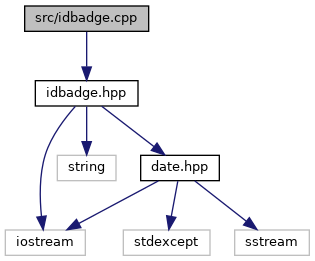 src/idbadge.cpp
idbadge.hpp
string
date.hpp
iostream
stdexcept
sstream